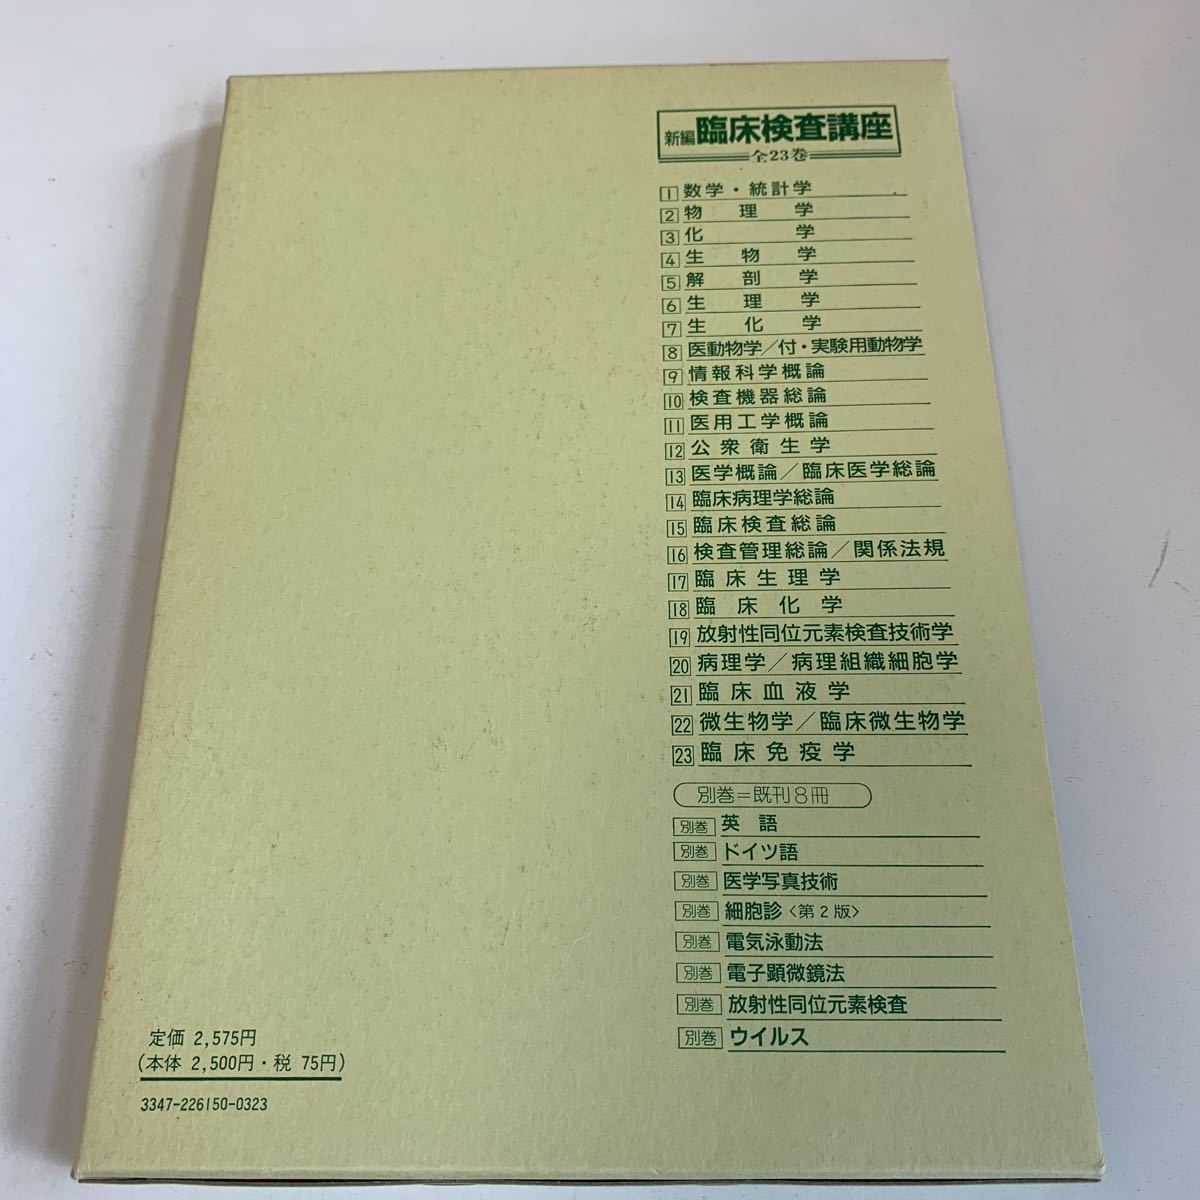 新編 臨床検査講座
全23巻
1 数学・統計学
2 物理学
3 化学
4 生物学
5 解剖学
6 生理学
7 生化学
8 医動物学／付・実験用動物学
9 情報科学概論
10 検査機器総論
11 医用工学概論
12 公衆衛生学
13 医学概論／臨床医学総論
14 臨床病理学総論
15 臨床検査総論
16 検査管理総論／関係法規
17 臨床生理学
18 臨床化学
19 放射性同位元素検査技術学
20 病理学／病理組織細胞学
21 臨床血液学
22 微生物学／臨床微生物学
23 臨床免疫学
別巻=既刊8冊
別巻 英語
別巻 ドイツ語
別巻 医学写真技術
別巻 細胞診〈第2版〉
別巻 電気泳動法
別巻 電子顕微鏡法
別巻 放射性同位元素検査
別巻 ウイルス
定価 2,575円
(本体 2,500円・税 75円)
3347-226150-0323